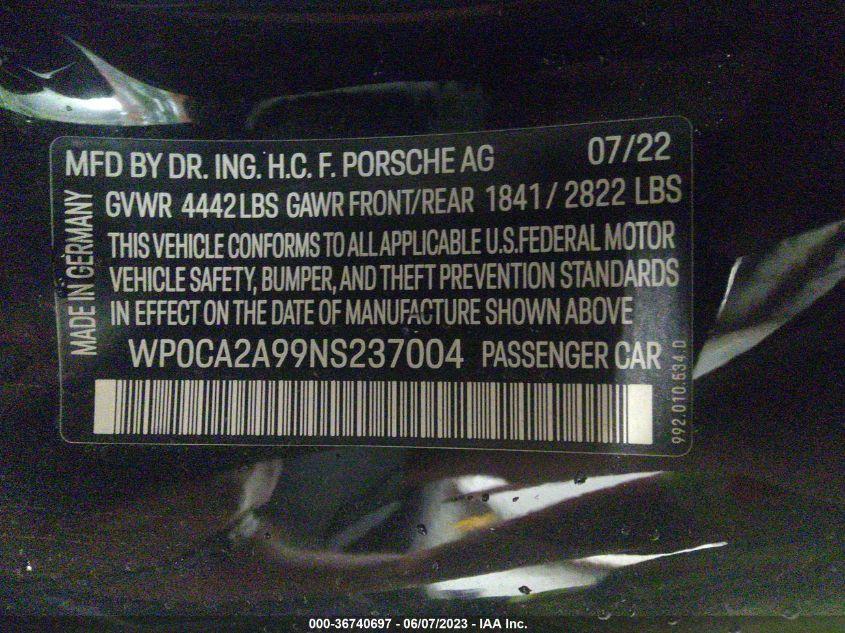 MFD BY DR. ING. H.C. F. PORSCHE AG 07/22
GVWR 4442 LBS GAWR FRONT/REAR 1841 / 2822 LBS
THIS VEHICLE CONFORMS TO ALL APPLICABLE U.S. FEDERAL MOTOR
VEHICLE SAFETY, BUMPER, AND THEFT PREVENTION STANDARDS
IN EFFECT ON THE DATE OF MANUFACTURE SHOWN ABOVE
WP0CA2A99NS237004 PASSENGER CAR
MADE IN GERMANY
992.010.534.D
000-36740697 - 06/07/2023 - IAA Inc.